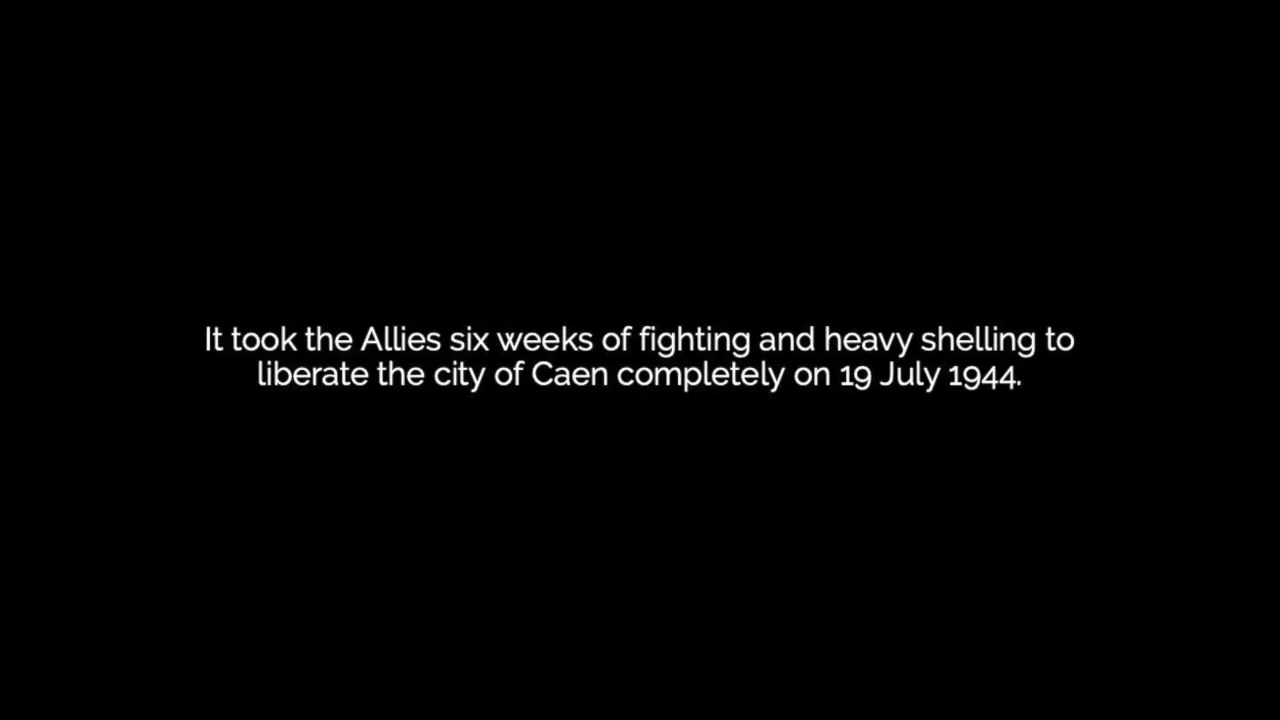 It took the Allies six weeks of fighting and heavy shelling to
liberate the city of Caen completely on 19 July 1944.